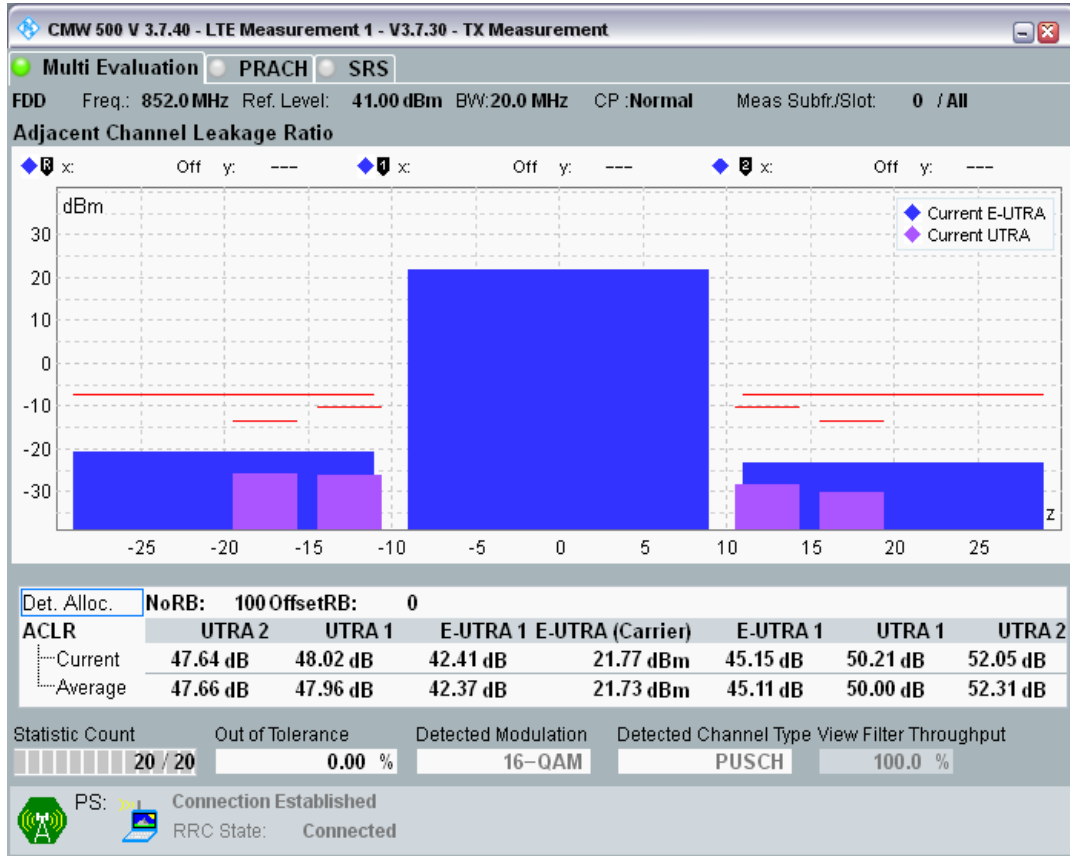 CMW 500 V 3.7.40 - LTE Measurement 1 - V3.7.30 - TX Measurement
Multi Evaluation PRACH SRS
FDD Freq.: 852.0 MHz Ref. Level: 41.00 dBm BW:20.0 MHz CP :Normal Meas Subfr./Slot: 0 / All
Adjacent Channel Leakage Ratio
R x: Off y: --- 1 x: Off y: --- 2 x: Off y: ---
dBm
Current E-UTRA
Current UTRA
30
20
10
0
-10
-20
-30
z
-25 -20 -15 -10 -5 0 5 10 15 20 25
Det. Alloc. NoRB: 100 OffsetRB: 0
ACLR UTRA 2 UTRA 1 E-UTRA 1 E-UTRA (Carrier) E-UTRA 1 UTRA 1 UTRA 2
Current 47.64 dB 48.02 dB 42.41 dB 21.77 dBm 45.15 dB 50.21 dB 52.05 dB
Average 47.66 dB 47.96 dB 42.37 dB 21.73 dBm 45.11 dB 50.00 dB 52.31 dB
Statistic Count Out of Tolerance Detected Modulation Detected Channel Type View Filter Throughput
20 / 20 0.00 % 16-QAM PUSCH 100.0 %
PS: Connection Established
RRC State: Connected